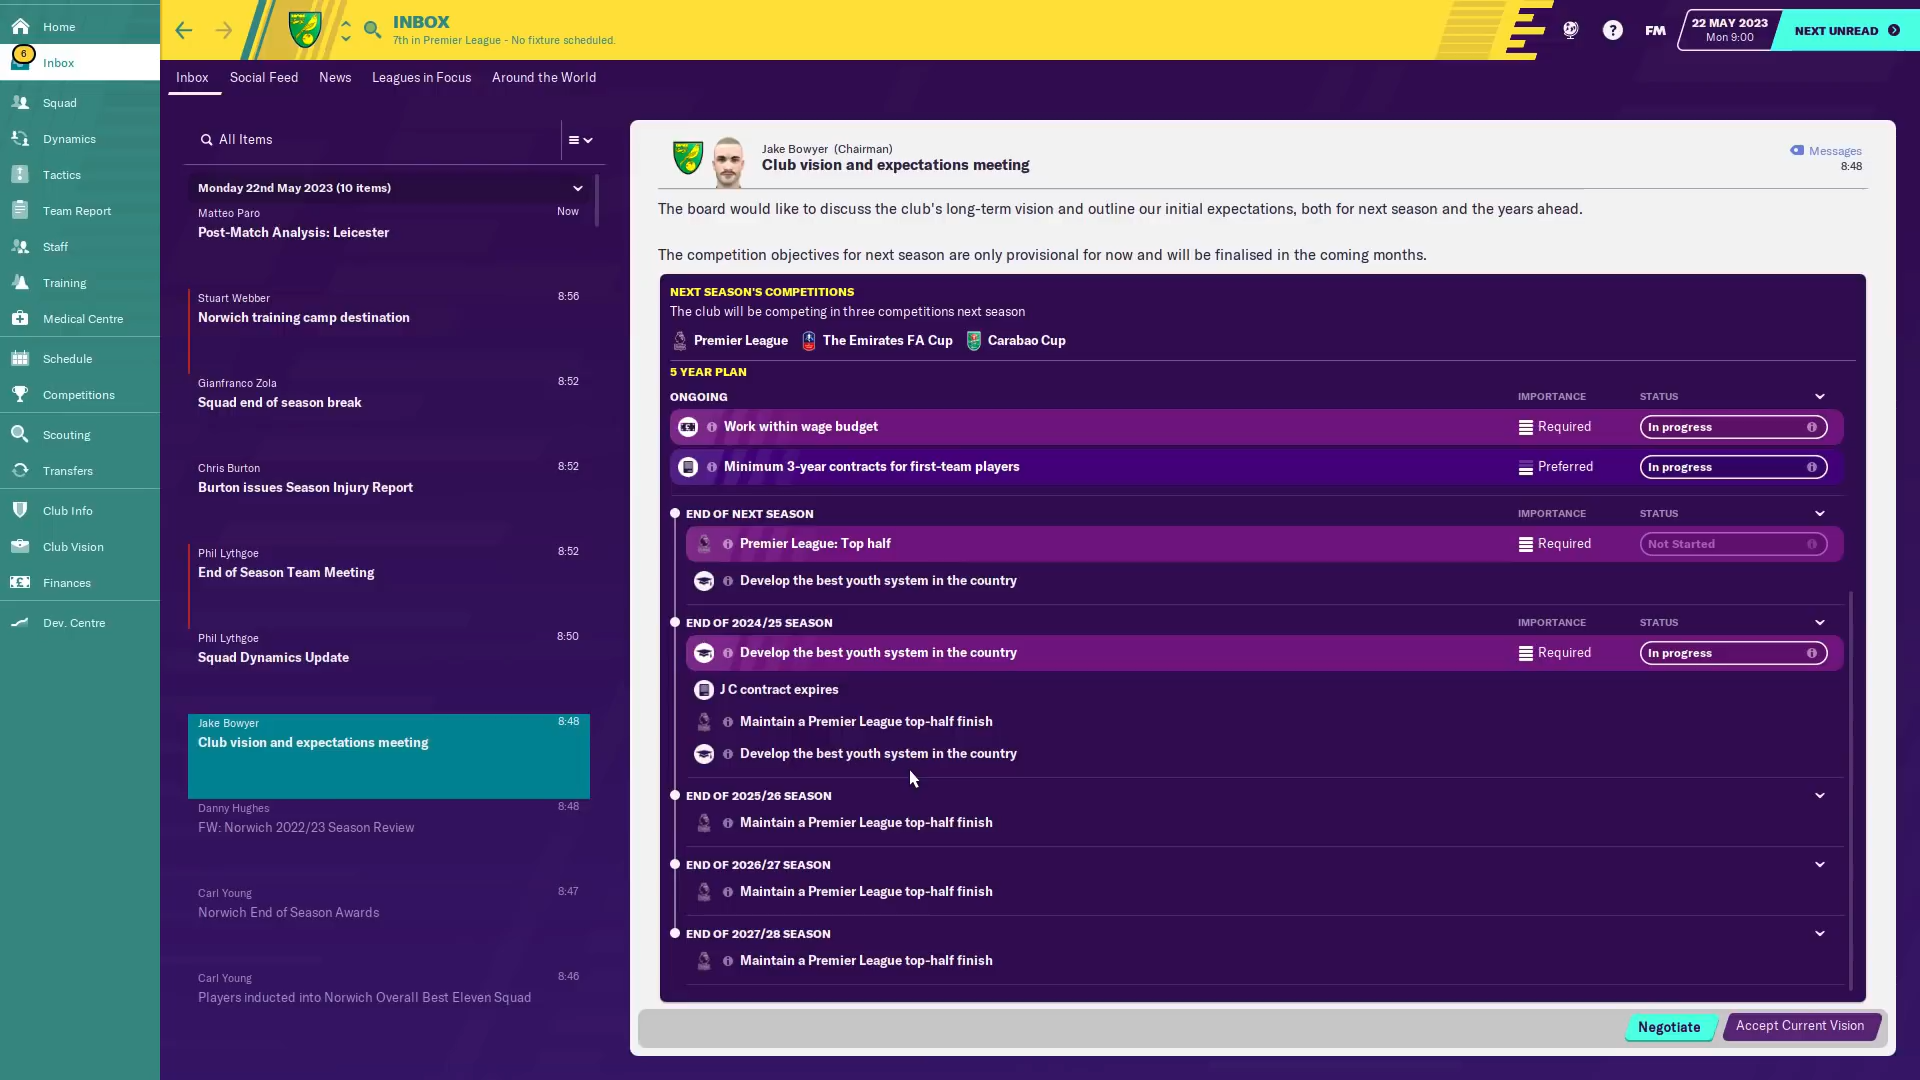 Home
6
Inbox
Squad
Dynamics
Tactics
Team Report
Staff
Training
Medical Centre
Schedule
Competitions
Scouting
Transfers
Club Info
Club Vision
Finances
Dev. Centre
INBOX
7th in Premier League - No fixture scheduled.
FM
22 MAY 2023
Mon 9:00
NEXT UNREAD
Inbox Social Feed News Leagues in Focus Around the World
All Items
Monday 22nd May 2023 (10 items)
Matteo Paro Now
Post-Match Analysis: Leicester
Stuart Webber 8:56
Norwich training camp destination
Gianfranco Zola 8:52
Squad end of season break
Chris Burton 8:52
Burton issues Season Injury Report
Phil Lythgoe 8:52
End of Season Team Meeting
Phil Lythgoe 8:50
Squad Dynamics Update
Jake Bowyer 8:48
Club vision and expectations meeting
Danny Hughes 8:48
FW: Norwich 2022/23 Season Review
Carl Young 8:47
Norwich End of Season Awards
Carl Young 8:46
Players inducted into Norwich Overall Best Eleven Squad
Jake Bowyer (Chairman)
Club vision and expectations meeting
Messages
8:48
The board would like to discuss the club's long-term vision and outline our initial expectations, both for next season and the years ahead.
The competition objectives for next season are only provisional for now and will be finalised in the coming months.
NEXT SEASON'S COMPETITIONS
The club will be competing in three competitions next season
Premier League The Emirates FA Cup Carabao Cup
5 YEAR PLAN
ONGOING IMPORTANCE STATUS
Work within wage budget Required In progress
Minimum 3-year contracts for first-team players Preferred In progress
END OF NEXT SEASON IMPORTANCE STATUS
Premier League: Top half Required Not Started
Develop the best youth system in the country
END OF 2024/25 SEASON IMPORTANCE STATUS
Develop the best youth system in the country Required In progress
J C contract expires
Maintain a Premier League top-half finish
Develop the best youth system in the country
END OF 2025/26 SEASON
Maintain a Premier League top-half finish
END OF 2026/27 SEASON
Maintain a Premier League top-half finish
END OF 2027/28 SEASON
Maintain a Premier League top-half finish
Negotiate Accept Current Vision